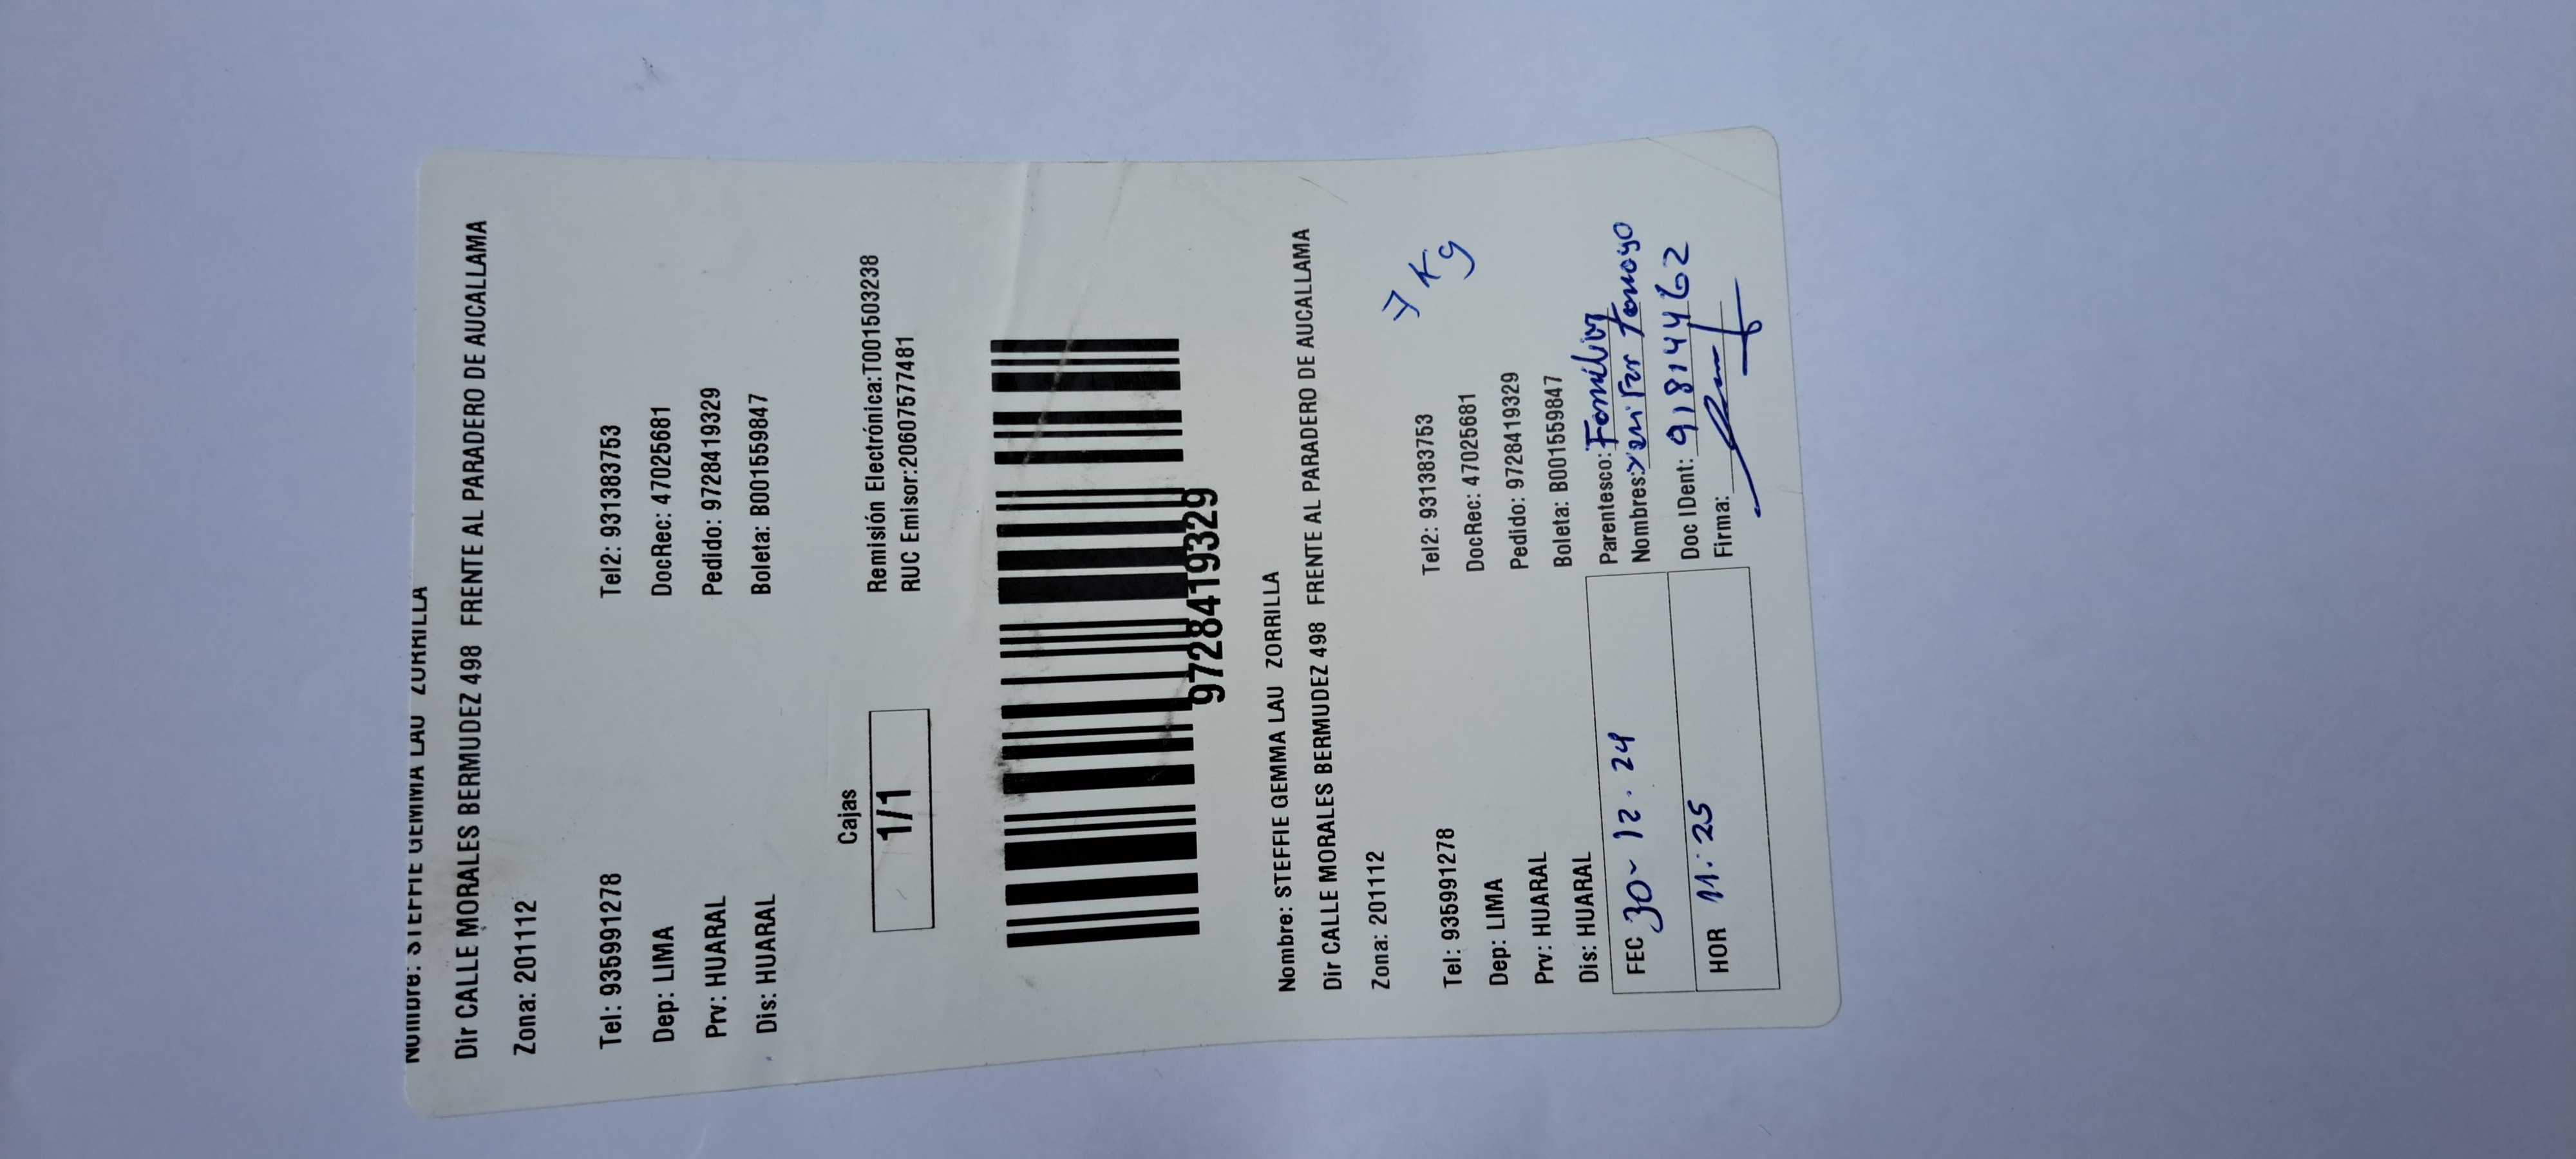 Nombre: STEFFIE GEMMA LAU ZORRILLA
Dir CALLE MORALES BERMUDEZ 498 FRENTE AL PARADERO DE AUCALLAMA
Zona: 201112
Tel: 935991278 Tel2: 931383753
Dep: LIMA DocRec: 47025681
Prv: HUARAL Pedido: 9728419329
Dis: HUARAL Boleta: B001559847
Cajas
1/1
Remisión Electrónica:T001503238
RUC Emisor:20607577481
9728419329
Nombre: STEFFIE GEMMA LAU ZORRILLA
Dir CALLE MORALES BERMUDEZ 498 FRENTE AL PARADERO DE AUCALLAMA
Zona: 201112
7 Kg
Tel: 935991278 Tel2: 931383753
Dep: LIMA DocRec: 47025681
Prv: HUARAL Pedido: 9728419329
Dis: HUARAL Boleta: B001559847
FEC 30-12.24
HOR 11:25
Parentesco: Familiar
Nombres:
Doc IDent: 91814462
Firma: